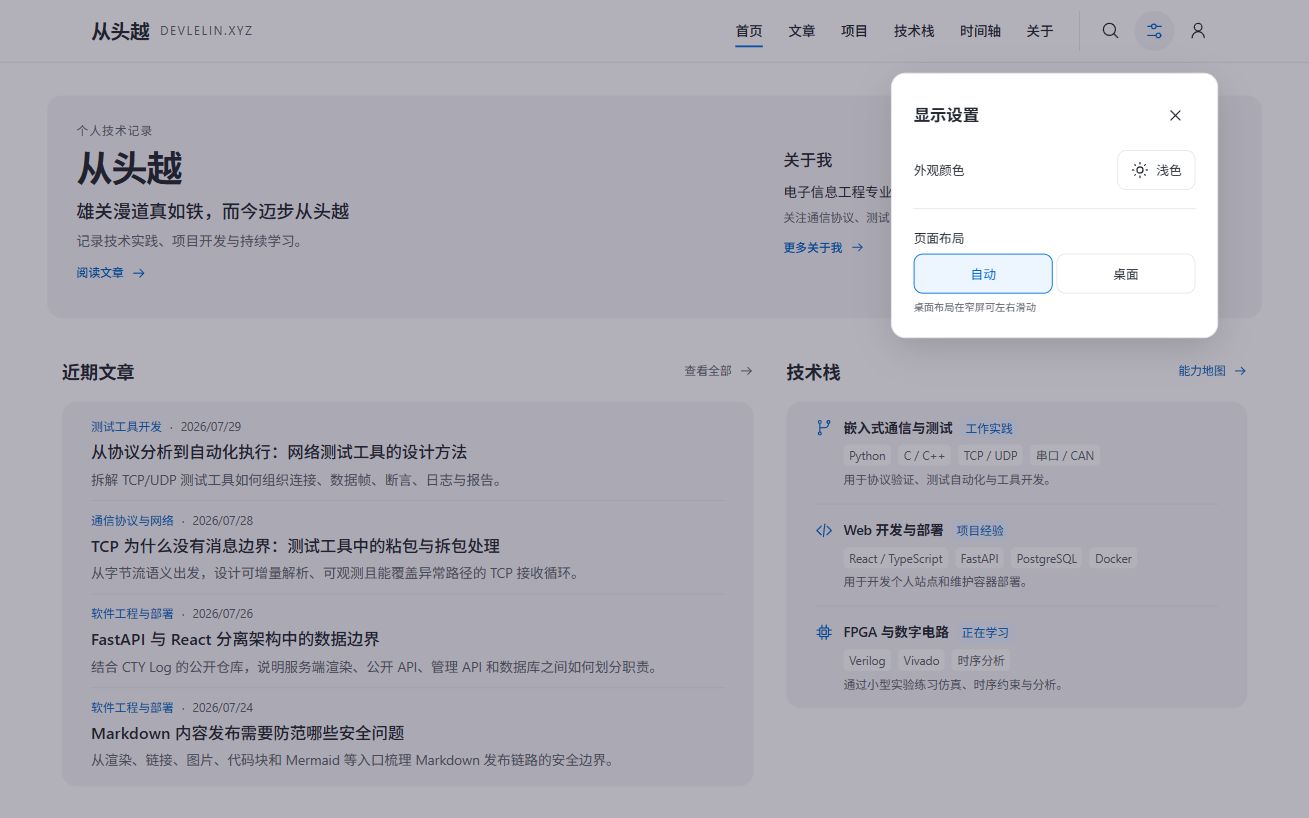 从头越 DEVLELIN.XYZ
首页 文章 项目 技术栈 时间轴 关于
显示设置
外观颜色 浅色
页面布局
自动 桌面
桌面布局在窄屏可左右滑动
个人技术记录
从头越
雄关漫道真如铁，而今迈步从头越
记录技术实践、项目开发与持续学习。
阅读文章
关于我
电子信息工程专业
关注通信协议、测试
更多关于我
近期文章 查看全部
测试工具开发 · 2026/07/29
从协议分析到自动化执行：网络测试工具的设计方法
拆解 TCP/UDP 测试工具如何组织连接、数据帧、断言、日志与报告。
通信协议与网络 · 2026/07/28
TCP 为什么没有消息边界：测试工具中的粘包与拆包处理
从字节流语义出发，设计可增量解析、可观测且能覆盖异常路径的 TCP 接收循环。
软件工程与部署 · 2026/07/26
FastAPI 与 React 分离架构中的数据边界
结合 CTY Log 的公开仓库，说明服务端渲染、公开 API、管理 API 和数据库之间如何划分职责。
软件工程与部署 · 2026/07/24
Markdown 内容发布需要防范哪些安全问题
从渲染、链接、图片、代码块和 Mermaid 等入口梳理 Markdown 发布链路的安全边界。
技术栈 能力地图
嵌入式通信与测试 工作实践
Python C / C++ TCP / UDP 串口 / CAN
用于协议验证、测试自动化与工具开发。
Web 开发与部署 项目经验
React / TypeScript FastAPI PostgreSQL Docker
用于开发个人站点和维护容器部署。
FPGA 与数字电路 正在学习
Verilog Vivado 时序分析
通过小型实验练习仿真、时序约束与分析。